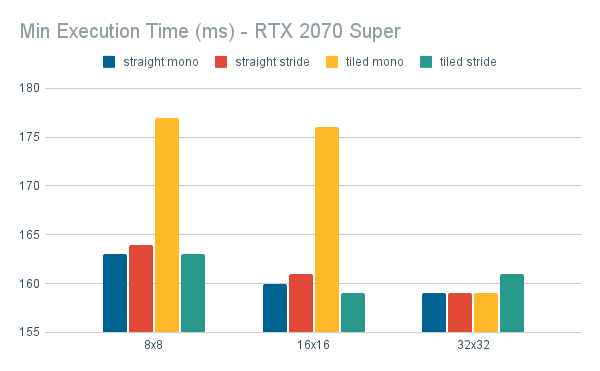 Min Execution Time (ms) - RTX 2070 Super
straight mono straight stride tiled mono tiled stride
180
175
170
165
160
155
8x8 16x16 32x32